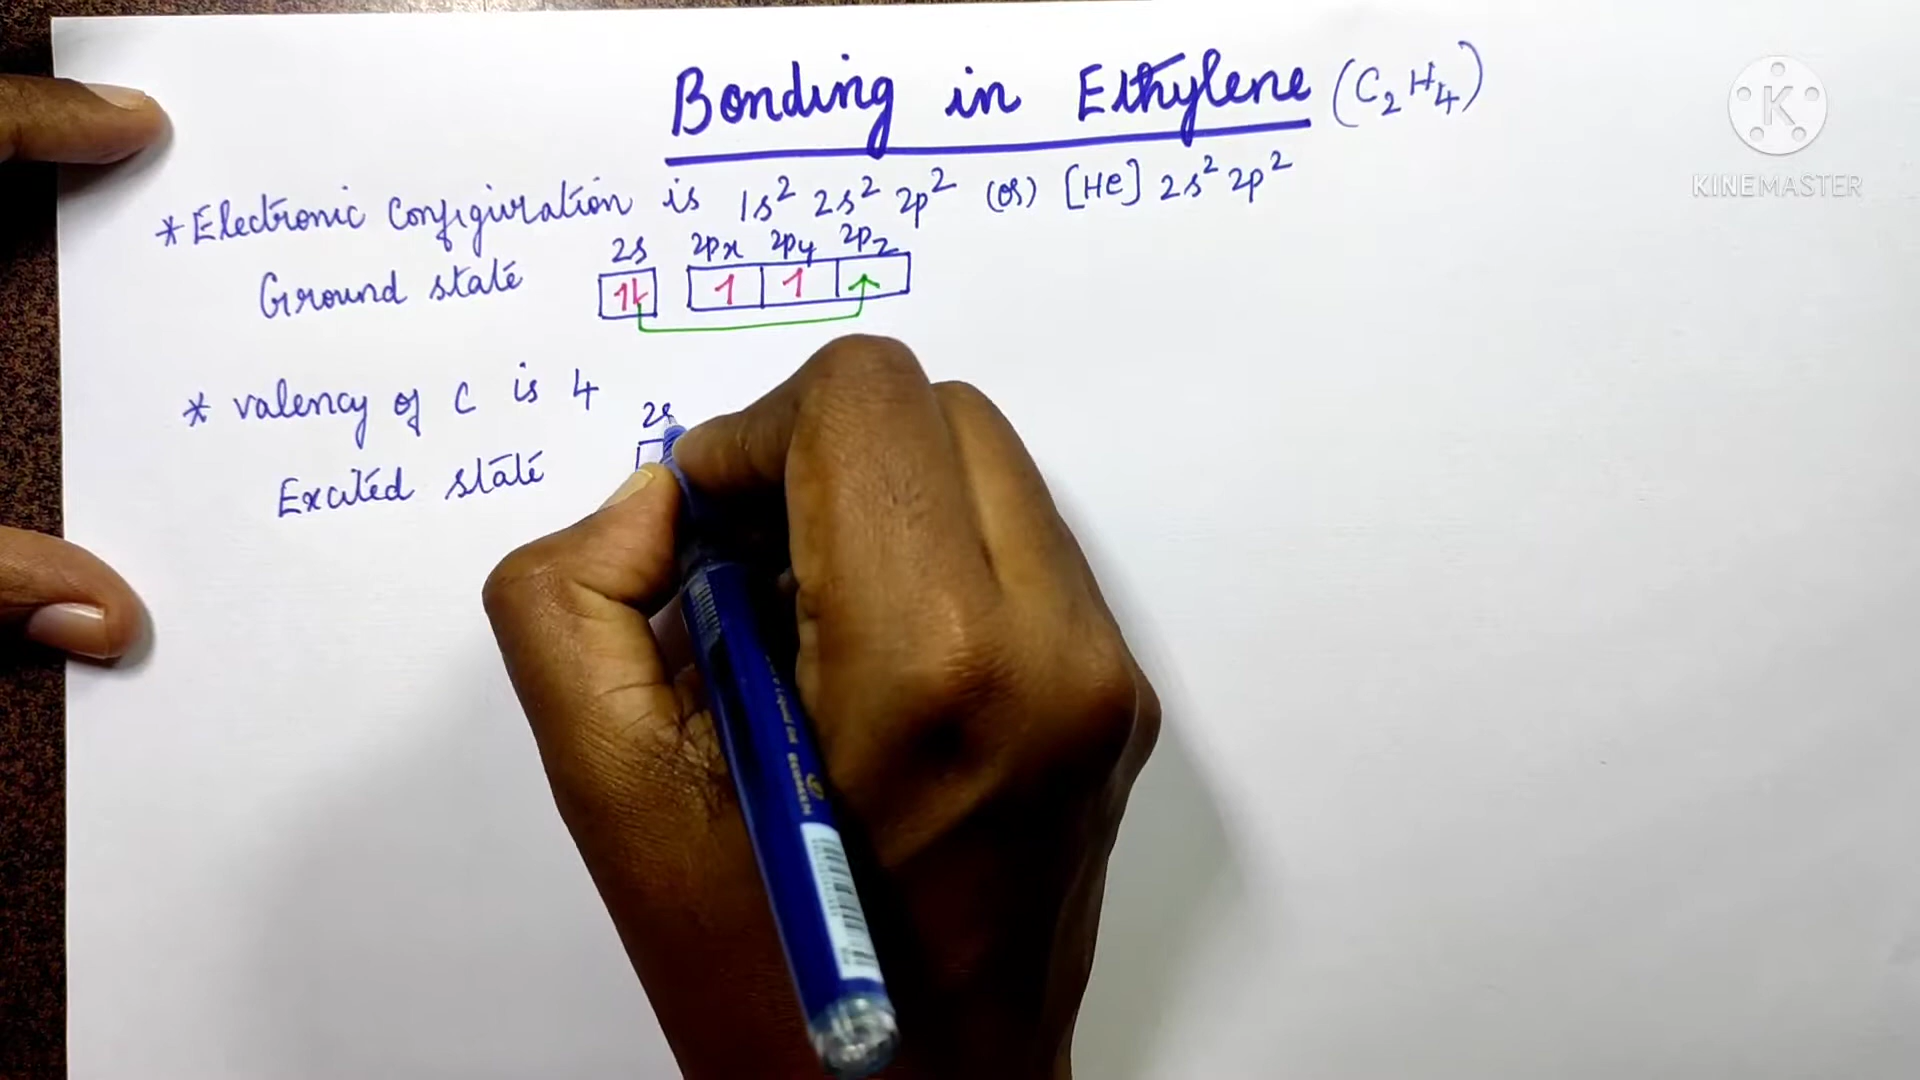 Bonding in Ethylene (C₂H₄)
K
KINEMASTER
*Electronic Configuration is 1s² 2s² 2p² (or) [He] 2s² 2p²
2s 2px 2py 2pz
Ground state 1⇂ 1 1 ↑
* valency of C is 4
2s
Excited state